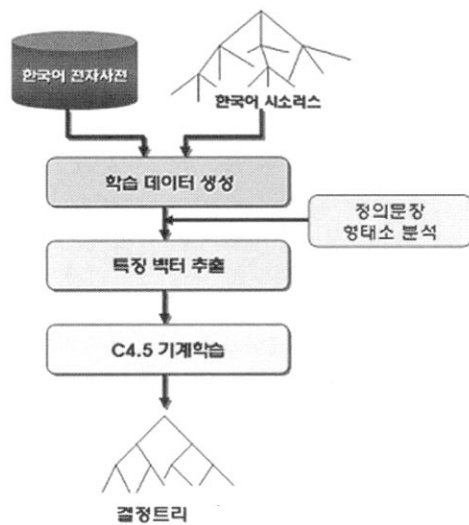 한국어 전자사전
한국어 시소러스
학습 데이터 생성
정의문장
형태소 분석
특징 벡터 추출
C4.5 기계학습
결정트리